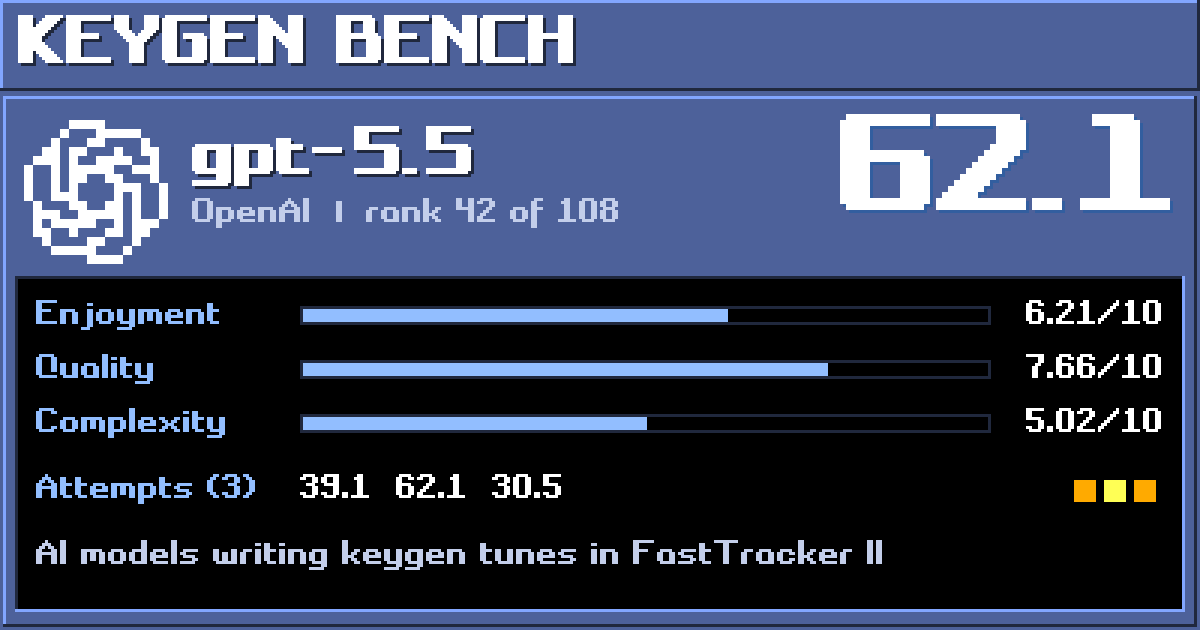 KEYGEN BENCH
gpt-5.5
62.1
OpenAI | rank 42 of 108
Enjoyment 6.21/10
Quality 7.66/10
Complexity 5.02/10
Attempts (3) 39.1 62.1 30.5
AI models writing keygen tunes in FastTracker II